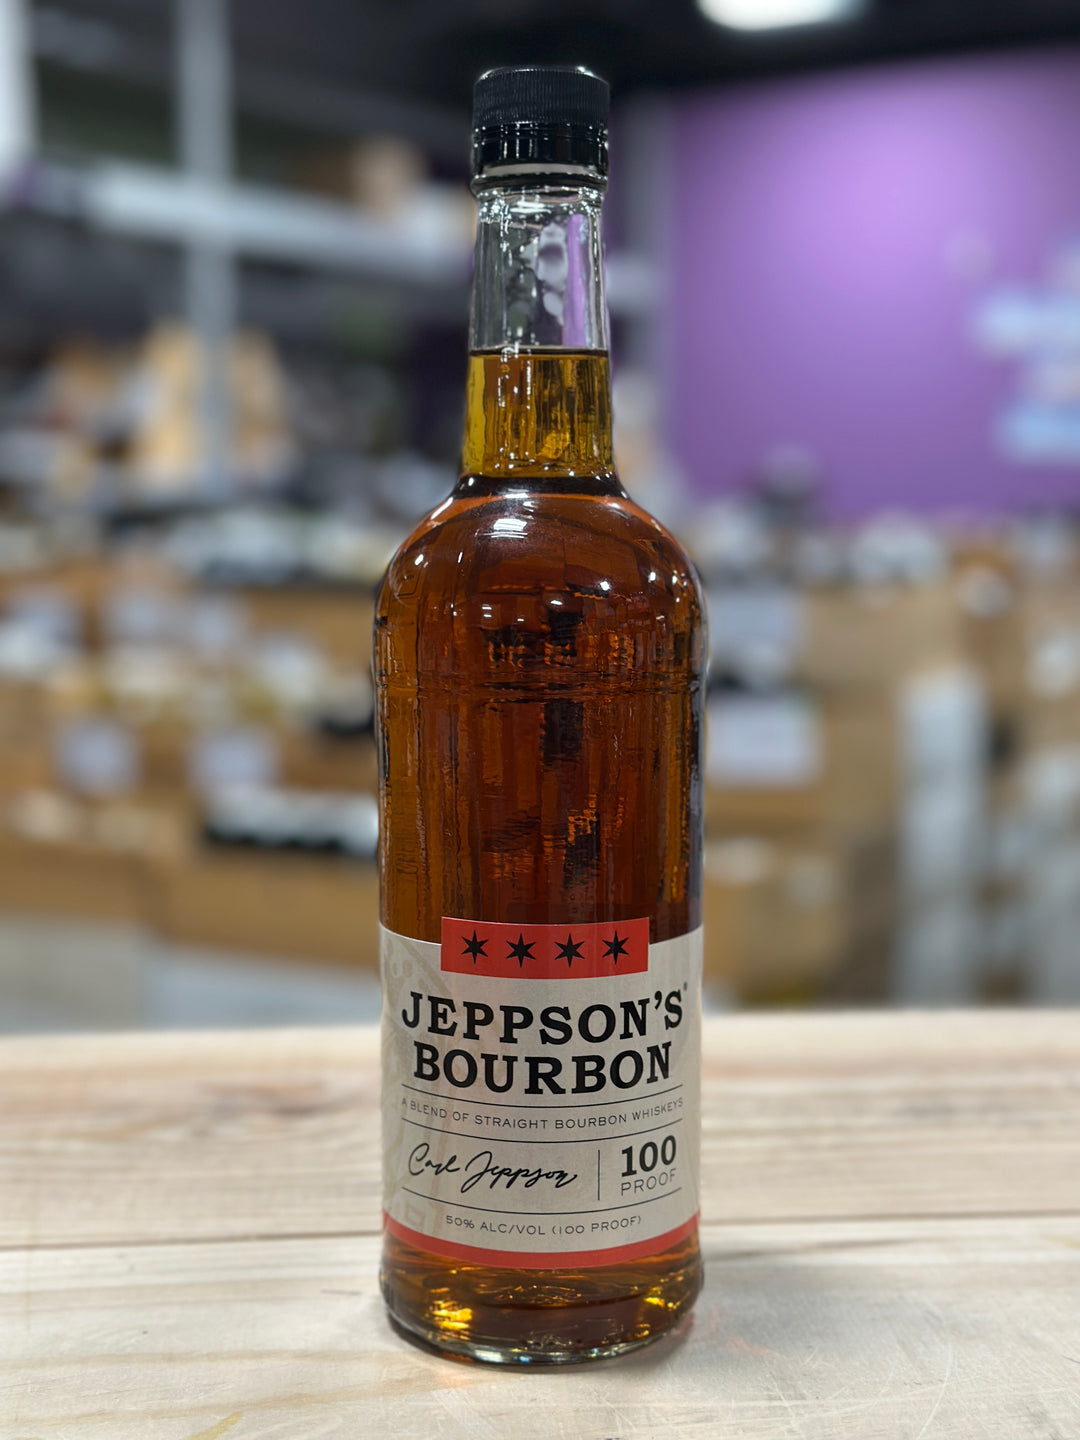 JEPPSON'S®
BOURBON
A BLEND OF STRAIGHT BOURBON WHISKEYS
Carl Jeppson
100
PROOF
50% ALC/VOL (100 PROOF)